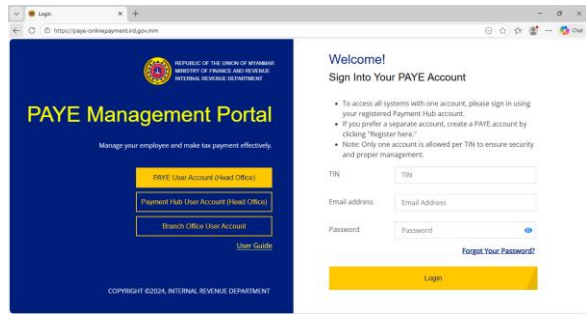 Login
https://paye-onlinepayment.ird.gov.mm
Chat
REPUBLIC OF THE UNION OF MYANMAR
MINISTRY OF FINANCE AND REVENUE
INTERNAL REVENUE DEPARTMENT
PAYE Management Portal
Manage your employee and make tax payment effectively.
PAYE User Account (Head Office)
Payment Hub User Account (Head Office)
Branch Office User Account
User Guide
COPYRIGHT ©2024, INTERNAL REVENUE DEPARTMENT
Welcome!
Sign Into Your PAYE Account
• To access all systems with one account, please sign in using
your registered Payment Hub account.
• If you prefer a separate account, create a PAYE account by
clicking "Register here."
• Note: Only one account is allowed per TIN to ensure security
and proper management.
TIN
TIN
Email address
Email Address
Password
Password
Forgot Your Password?
Login